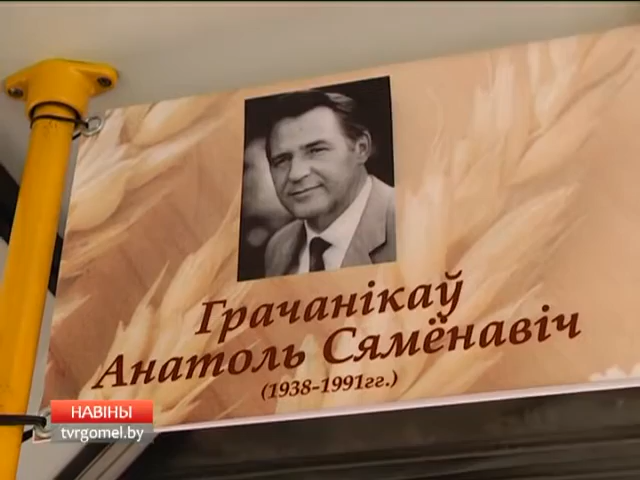 Грачанікаў
Анатоль Сямёнавіч
(1938-1991гг.)
НАВІНЫ
tvrgomel.by